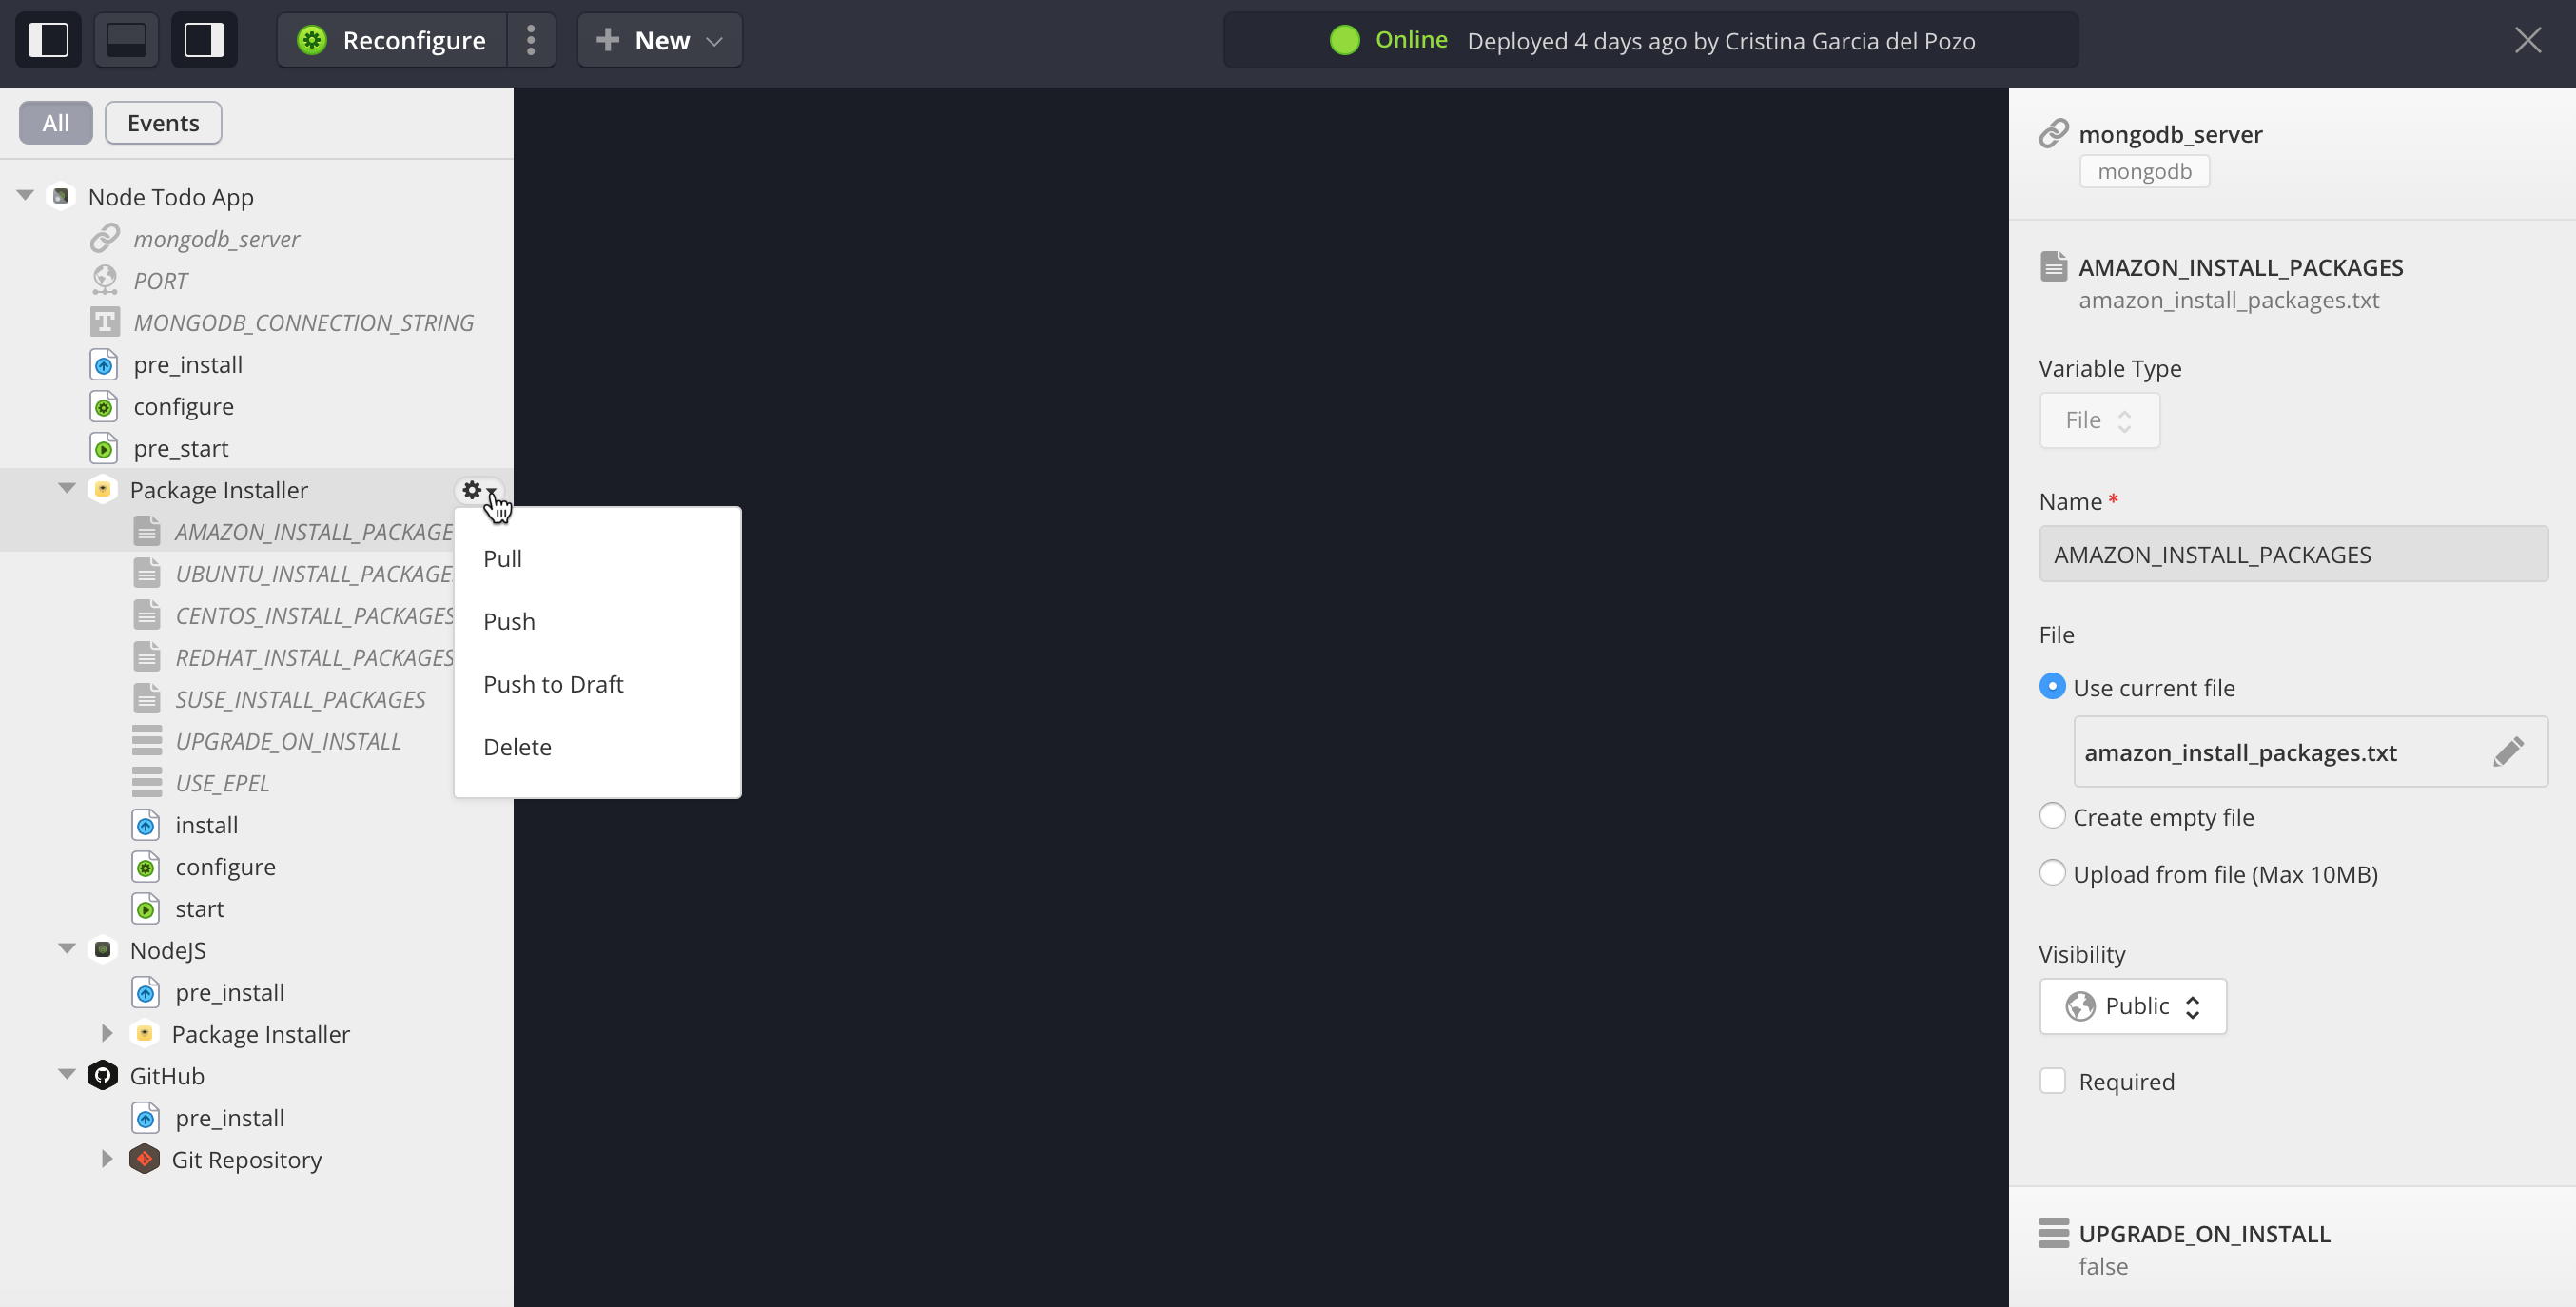 Reconfigure
New
Online Deployed 4 days ago by Cristina Garcia del Pozo
All
Events
Node Todo App
mongodb_server
PORT
MONGODB_CONNECTION_STRING
pre_install
configure
pre_start
Package Installer
AMAZON_INSTALL_PACKAGE
UBUNTU_INSTALL_PACKAGE
CENTOS_INSTALL_PACKAGES
REDHAT_INSTALL_PACKAGES
SUSE_INSTALL_PACKAGES
UPGRADE_ON_INSTALL
USE_EPEL
install
configure
start
NodeJS
pre_install
Package Installer
GitHub
pre_install
Git Repository
Pull
Push
Push to Draft
Delete
mongodb_server
mongodb
AMAZON_INSTALL_PACKAGES
amazon_install_packages.txt
Variable Type
File
Name *
AMAZON_INSTALL_PACKAGES
File
Use current file
amazon_install_packages.txt
Create empty file
Upload from file (Max 10MB)
Visibility
Public
Required
UPGRADE_ON_INSTALL
false